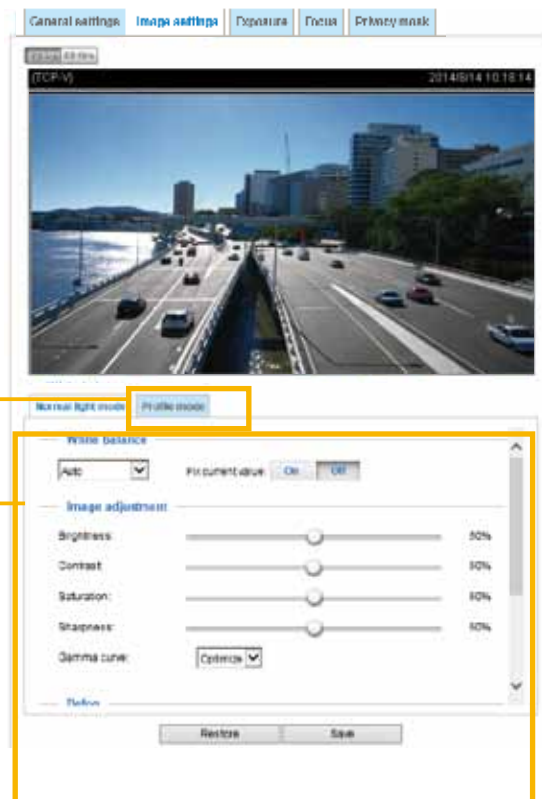 General settings Image settings Exposure Focus Privacy mask
(TCP-V) 2014/8/14 10:18:14
Normal light mode Profile mode
White balance
Auto Fix current value: On Off
Image adjustment
Brightness: 50%
Contrast: 50%
Saturation: 50%
Sharpness: 50%
Gamma curve: Optimize
Defog
Restore Save